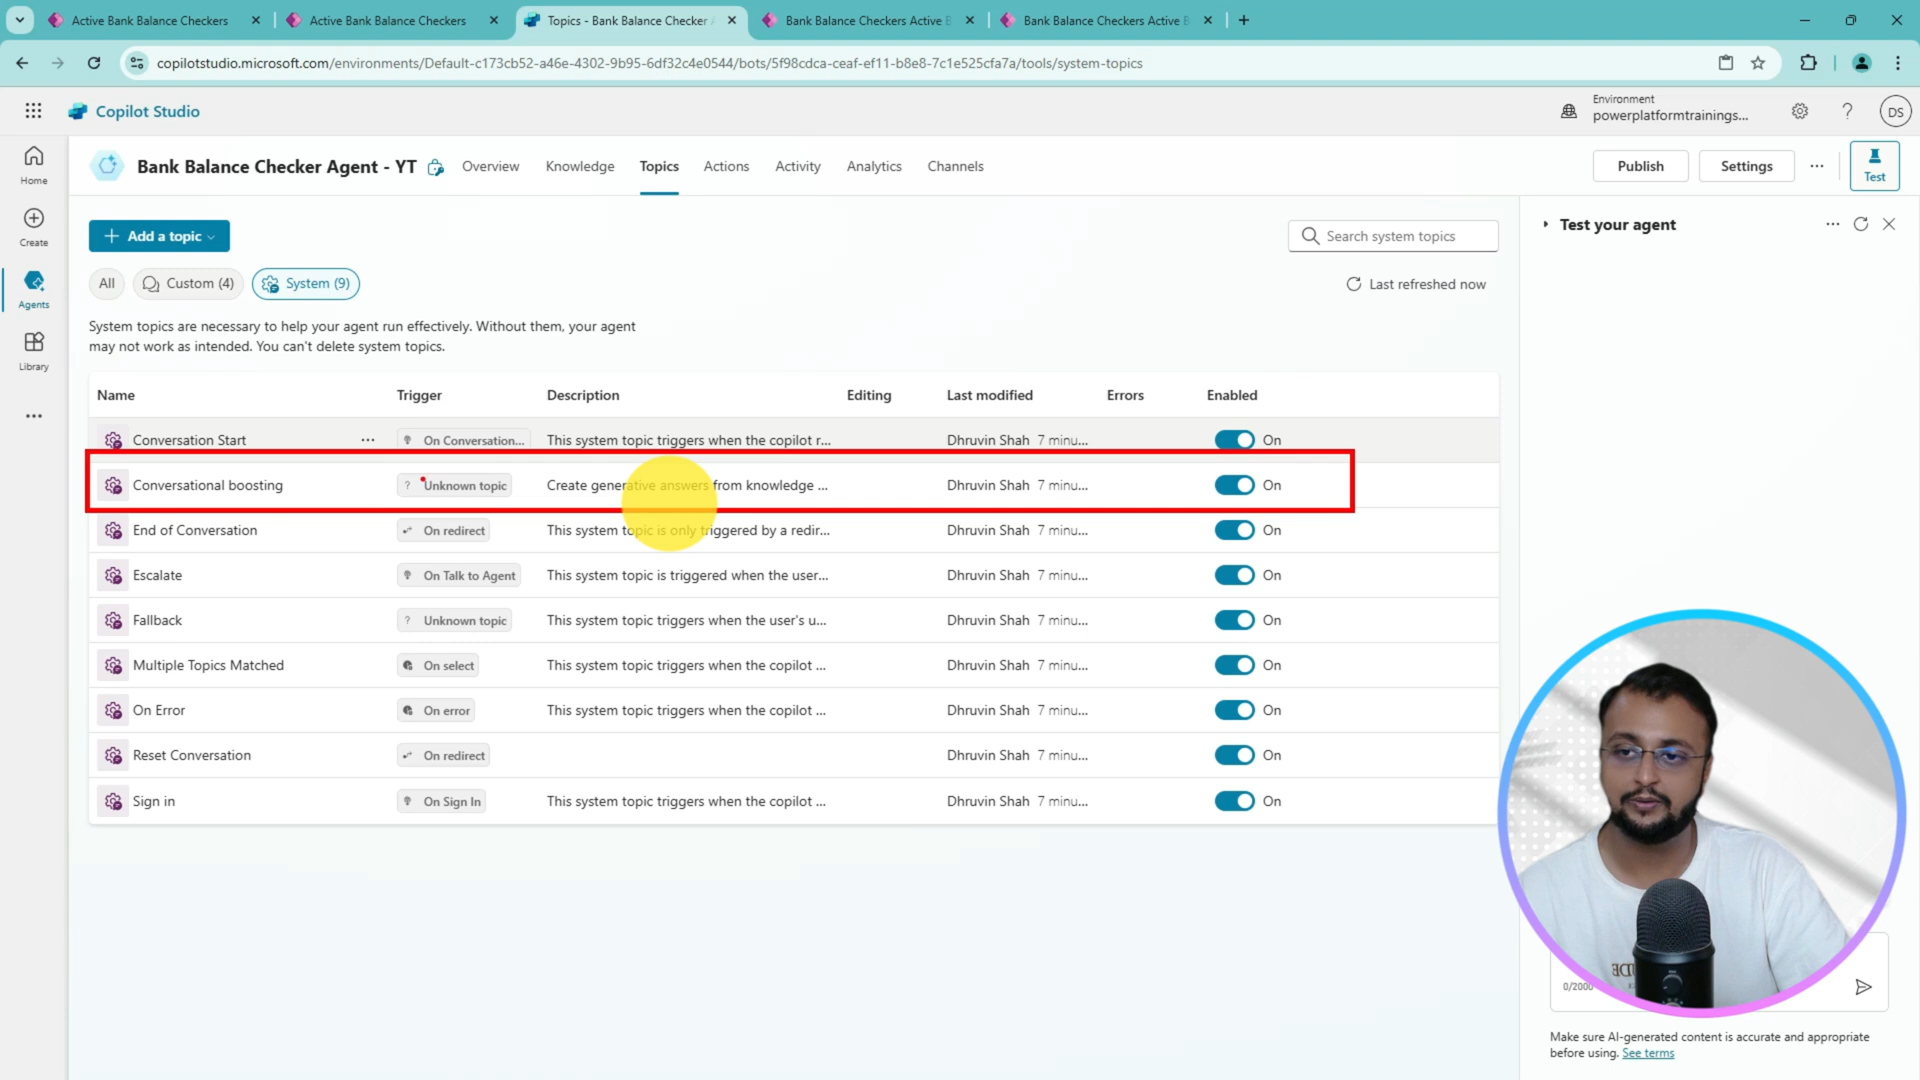 Active Bank Balance Checkers
Active Bank Balance Checkers
Topics - Bank Balance Checker A
Bank Balance Checkers Active B
Bank Balance Checkers Active B
copilotstudio.microsoft.com/environments/Default-c173cb52-a46e-4302-9b95-6df32c4e0544/bots/5f98cdca-ceaf-ef11-b8e8-7c1e525cfa7a/tools/system-topics
Copilot Studio
Environment
powerplatformtrainings...
DS
Home
Create
Agents
Library
Bank Balance Checker Agent - YT
Overview
Knowledge
Topics
Actions
Activity
Analytics
Channels
Publish
Settings
Test
Add a topic
Search system topics
All
Custom (4)
System (9)
Last refreshed now
System topics are necessary to help your agent run effectively. Without them, your agent
may not work as intended. You can't delete system topics.
Name Trigger Description Editing Last modified Errors Enabled
Conversation Start On Conversation... This system topic triggers when the copilot r... Dhruvin Shah 7 minu... On
Conversational boosting ? Unknown topic Create generative answers from knowledge ... Dhruvin Shah 7 minu... On
End of Conversation On redirect This system topic is only triggered by a redir... Dhruvin Shah 7 minu... On
Escalate On Talk to Agent This system topic is triggered when the user... Dhruvin Shah 7 minu... On
Fallback ? Unknown topic This system topic triggers when the user's u... Dhruvin Shah 7 minu... On
Multiple Topics Matched On select This system topic triggers when the copilot ... Dhruvin Shah 7 minu... On
On Error On error This system topic triggers when the copilot ... Dhruvin Shah 7 minu... On
Reset Conversation On redirect Dhruvin Shah 7 minu... On
Sign in On Sign In This system topic triggers when the copilot ... Dhruvin Shah 7 minu... On
Test your agent
0/2000
Make sure AI-generated content is accurate and appropriate
before using. See terms